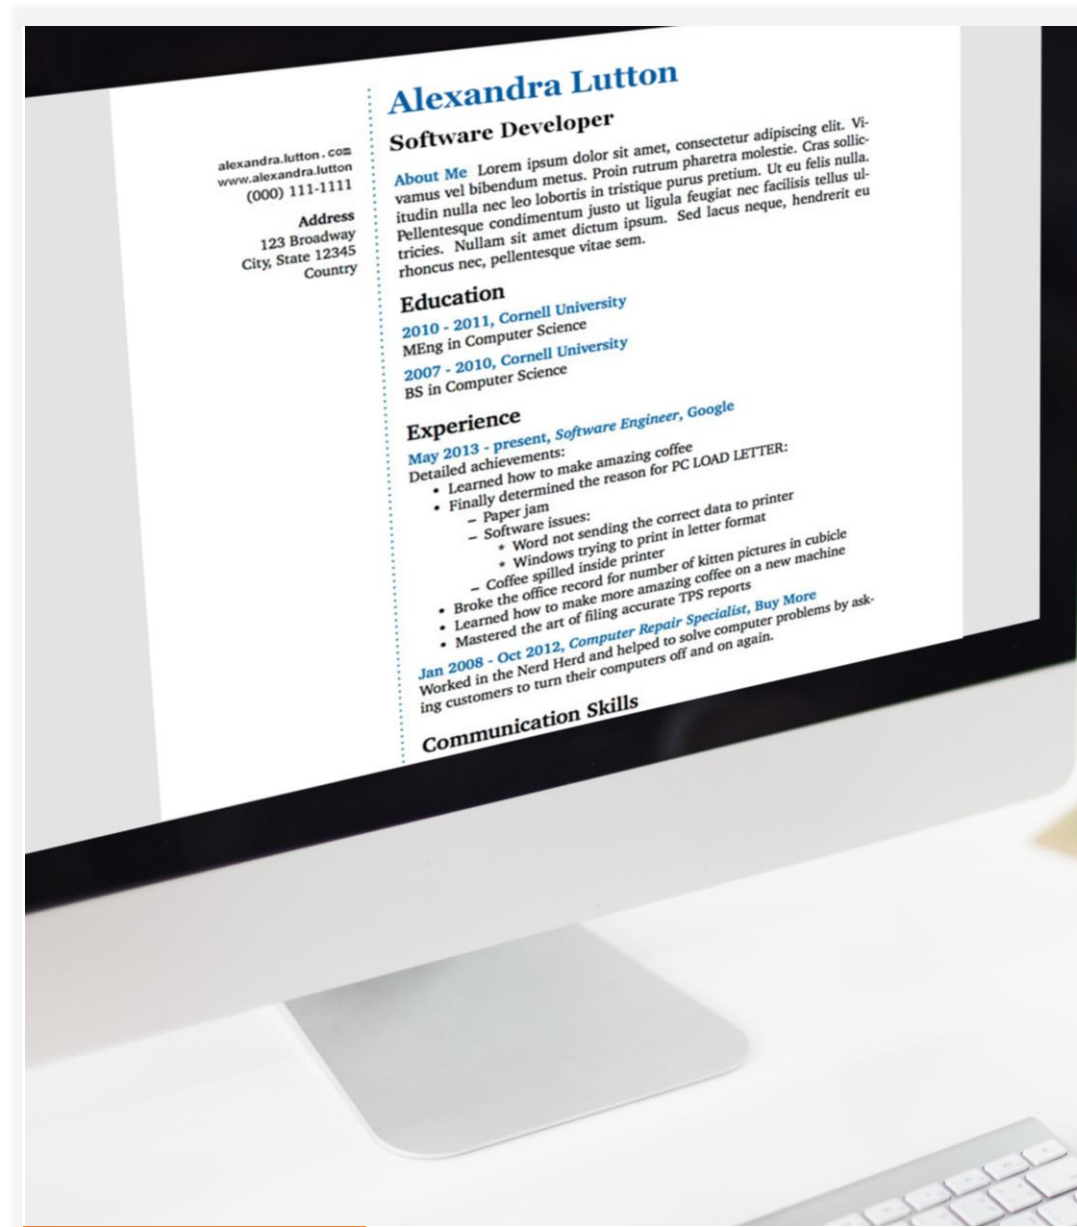 Alexandra Lutton
Software Developer
alexandra.lutton.com
www.alexandra.lutton
(000) 111-1111
Address
123 Broadway
City, State 12345
Country
About Me Lorem ipsum dolor sit amet, consectetur adipiscing elit. Vi-
vamus vel bibendum metus. Proin rutrum pharetra molestie. Cras sollic-
itudin nulla nec leo lobortis in tristique purus pretium. Ut eu felis nulla.
Pellentesque condimentum justo ut ligula feugiat nec facilisis tellus ul-
tricies. Nullam sit amet dictum ipsum. Sed lacus neque, hendrerit eu
rhoncus nec, pellentesque vitae sem.
Education
2010 - 2011, Cornell University
MEng in Computer Science
2007 - 2010, Cornell University
BS in Computer Science
Experience
May 2013 - present, Software Engineer, Google
Detailed achievements:
• Learned how to make amazing coffee
• Finally determined the reason for PC LOAD LETTER:
– Paper jam
– Software issues:
* Word not sending the correct data to printer
* Windows trying to print in letter format
– Coffee spilled inside printer
• Broke the office record for number of kitten pictures in cubicle
• Learned how to make more amazing coffee on a new machine
• Mastered the art of filing accurate TPS reports
Jan 2008 - Oct 2012, Computer Repair Specialist, Buy More
Worked in the Nerd Herd and helped to solve computer problems by ask-
ing customers to turn their computers off and on again.
Communication Skills